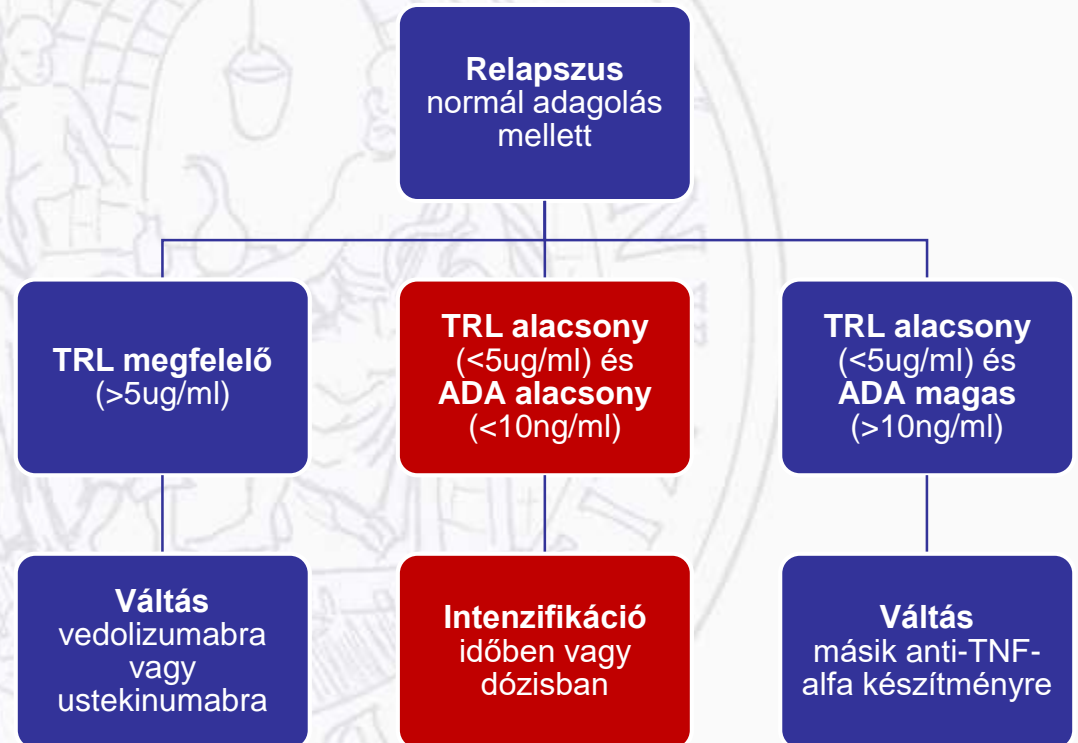 Relapszus
normál adagolás
mellett
TRL megfelelő
(>5ug/ml)
TRL alacsony
(<5ug/ml) és
ADA alacsony
(<10ng/ml)
TRL alacsony
(<5ug/ml) és
ADA magas
(>10ng/ml)
Váltás
vedolizumabra
vagy
ustekinumabra
Intenzifikáció
időben vagy
dózisban
Váltás
másik anti-TNF-
alfa készítményre